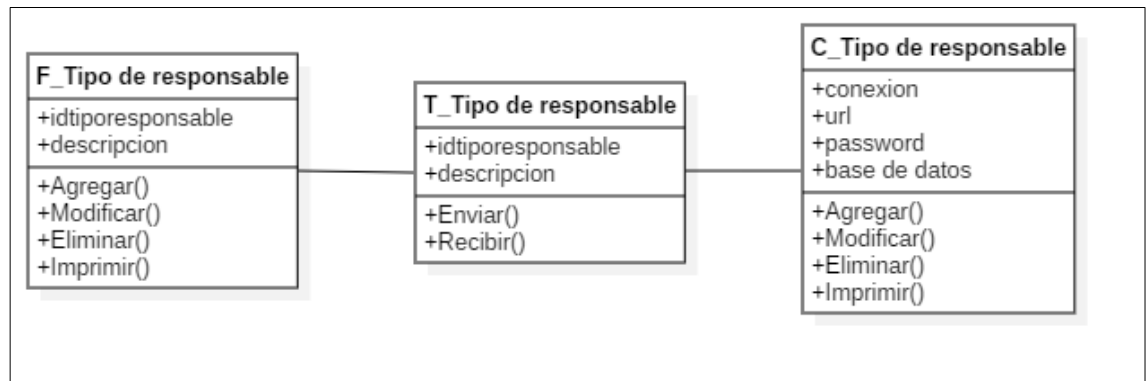 F_Tipo de responsable
+idtiporesponsable
+descripcion
+Agregar()
+Modificar()
+Eliminar()
+Imprimir()
T_Tipo de responsable
+idtiporesponsable
+descripcion
+Enviar()
+Recibir()
C_Tipo de responsable
+conexion
+url
+password
+base de datos
+Agregar()
+Modificar()
+Eliminar()
+Imprimir()